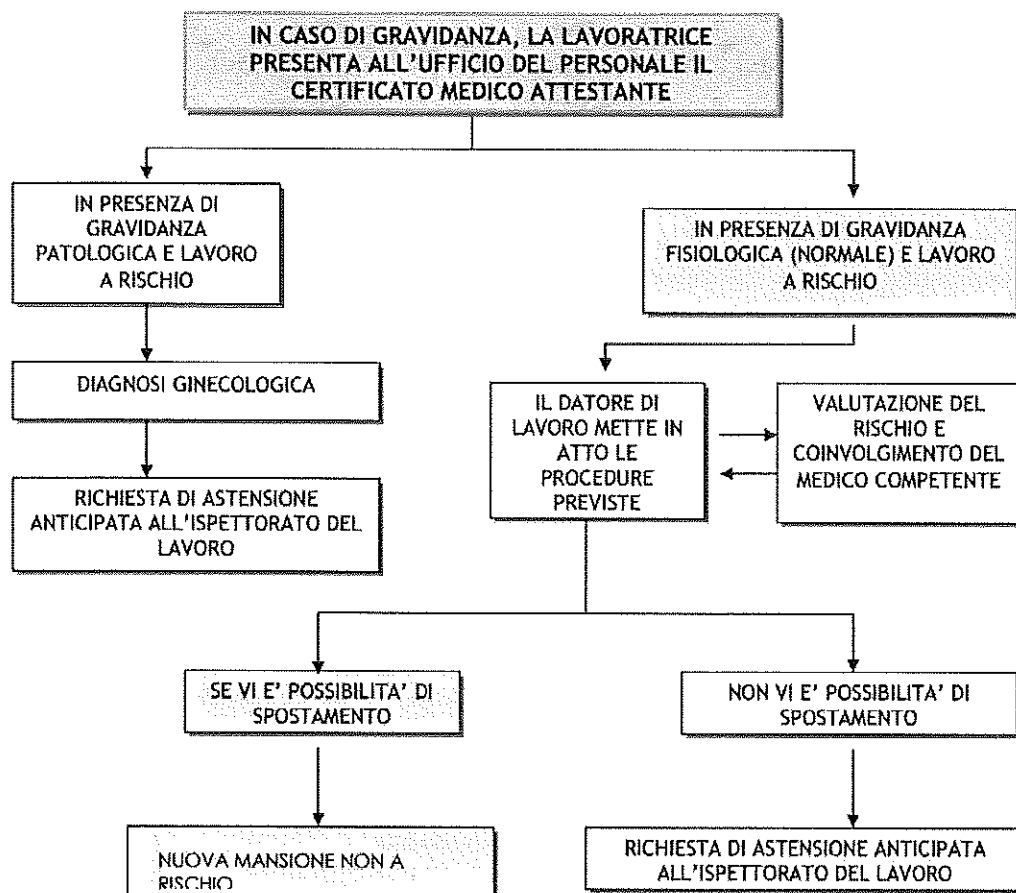 IN CASO DI GRAVIDANZA, LA LAVORATRICE
PRESENTA ALL'UFFICIO DEL PERSONALE IL
CERTIFICATO MEDICO ATTESTANTE
IN PRESENZA DI
GRAVIDANZA
PATOLOGICA E LAVORO
A RISCHIO
IN PRESENZA DI GRAVIDANZA
FISIOLOGICA (NORMALE) E LAVORO
A RISCHIO
DIAGNOSI GINECOLOGICA
IL DATORE DI
LAVORO METTE IN
ATTO LE
PROCEDURE
PREVISTE
VALUTAZIONE DEL
RISCHIO E
COINVOLGIMENTO DEL
MEDICO COMPETENTE
RICHIESTA DI ASTENSIONE
ANTICIPATA ALL'ISPETTORATO DEL
LAVORO
SE VI E' POSSIBILITA' DI
SPOSTAMENTO
NON VI E' POSSIBILITA' DI
SPOSTAMENTO
NUOVA MANSIONE NON A
RISCHIO
RICHIESTA DI ASTENSIONE ANTICIPATA
ALL'ISPETTORATO DEL LAVORO